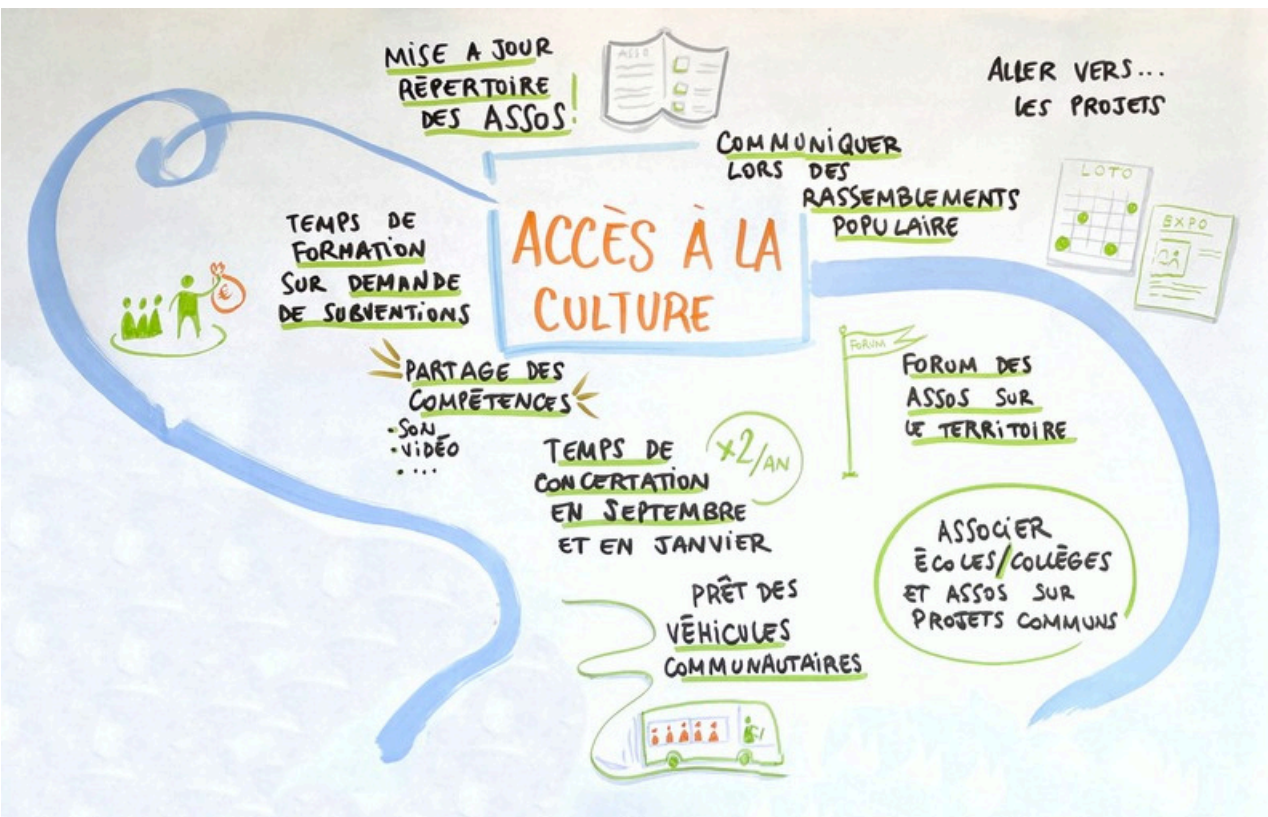 MISE A JOUR
RÉPERTOIRE
DES ASSOS!
ASSO
ALLER VERS...
LES PROJETS
COMMUNIQUER
LORS DES
RASSEMBLEMENTS
POPULAIRE
LOTO
EXPO
ACCÈS À LA
CULTURE
TEMPS DE
FORMATION
SUR DEMANDE
DE SUBVENTIONS
€
PARTAGE DES
COMPÉTENCES
•SON
•VIDÉO
•...
FORUM
FORUM DES
ASSOS SUR
LE TERRITOIRE
TEMPS DE
CONCERTATION
EN SEPTEMBRE
ET EN JANVIER
x2/AN
ASSOCIER
ÉCOLES/COLLÈGES
ET ASSOS SUR
PROJETS COMMUNS
PRÊT DES
VÉHICULES
COMMUNAUTAIRES